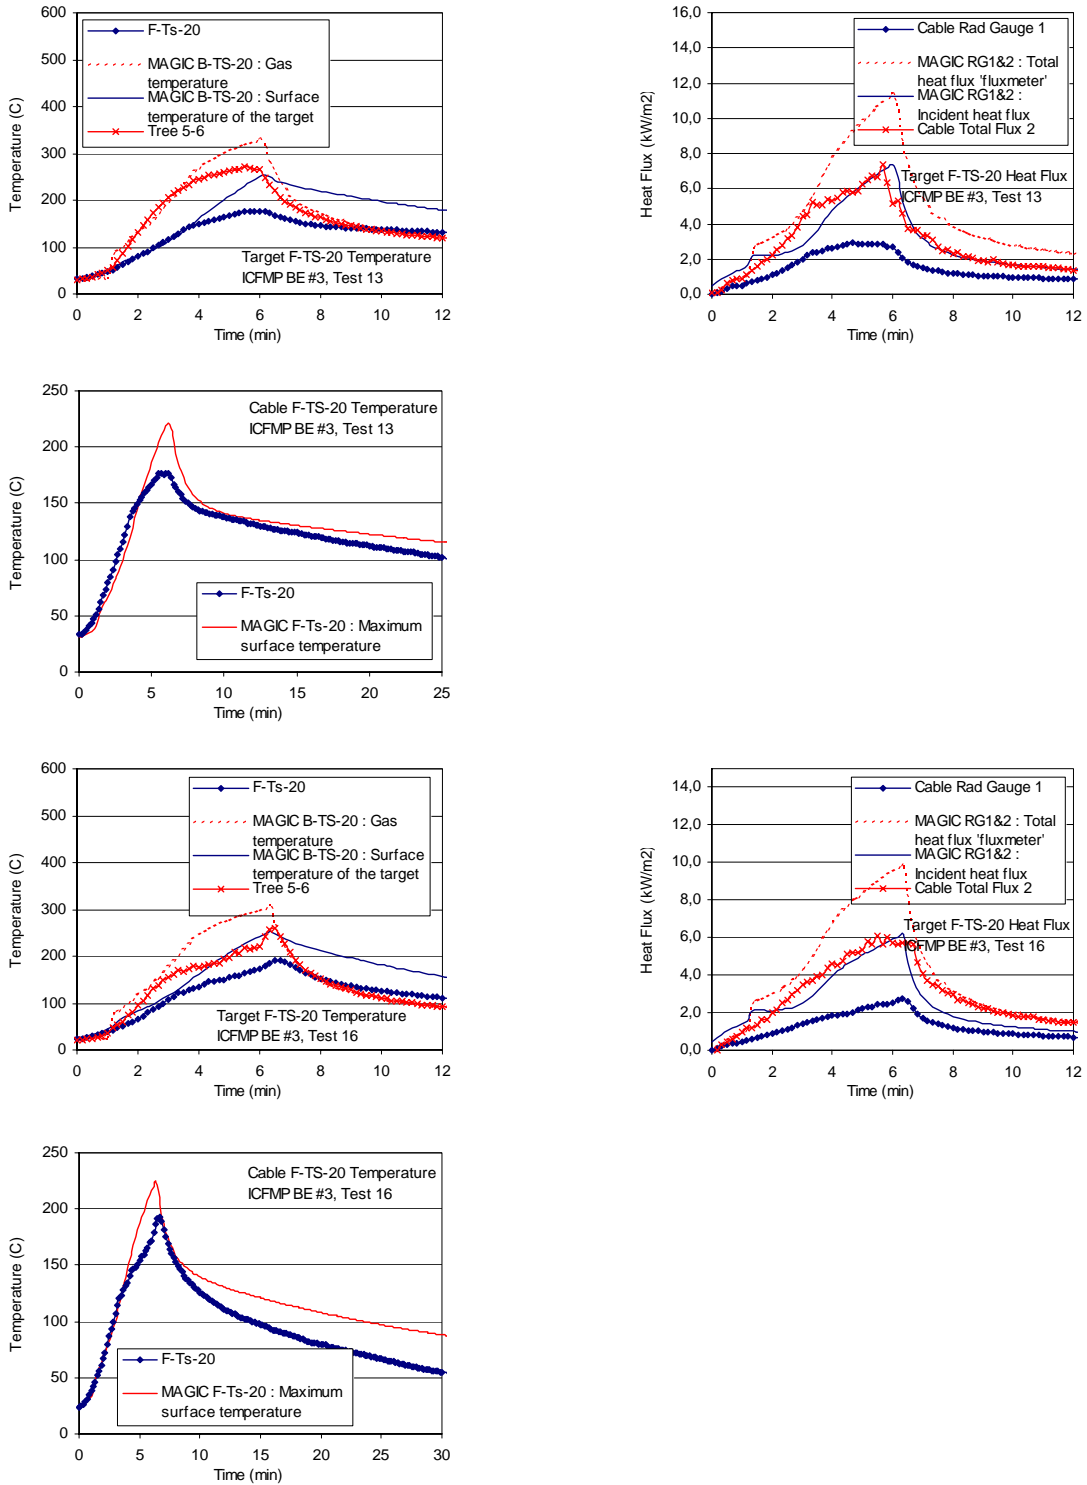 600
500
400
300
200
100
0
Temperature (C)
F-Ts-20
MAGIC B-TS-20 : Gas
temperature
MAGIC B-TS-20 : Surface
temperature of the target
Tree 5-6
Target F-TS-20 Temperature
ICFMP BE #3, Test 13
0 2 4 6 8 10 12
Time (min)
16,0
14,0
12,0
10,0
8,0
6,0
4,0
2,0
0,0
Heat Flux (kW/m2)
Cable Rad Gauge 1
MAGIC RG1&2 : Total
heat flux 'fluxmeter'
MAGIC RG1&2 :
Incident heat flux
Cable Total Flux 2
Target F-TS-20 Heat Flux
ICFMP BE #3, Test 13
0 2 4 6 8 10 12
Time (min)
250
200
150
100
50
0
Temperature (C)
Cable F-TS-20 Temperature
ICFMP BE #3, Test 13
F-Ts-20
MAGIC F-Ts-20 : Maximum
surface temperature
0 5 10 15 20 25
Time (min)
600
500
400
300
200
100
0
Temperature (C)
F-Ts-20
MAGIC B-TS-20 : Gas
temperature
MAGIC B-TS-20 : Surface
temperature of the target
Tree 5-6
Target F-TS-20 Temperature
ICFMP BE #3, Test 16
0 2 4 6 8 10 12
Time (min)
14,0
12,0
10,0
8,0
6,0
4,0
2,0
0,0
Heat Flux (kW/m2)
Cable Rad Gauge 1
MAGIC RG1&2 : Total
heat flux 'fluxmeter'
MAGIC RG1&2 :
Incident heat flux
Cable Total Flux 2
Target F-TS-20 Heat Flux
ICFMP BE #3, Test 16
0 2 4 6 8 10 12
Time (min)
250
200
150
100
50
0
Temperature (C)
Cable F-TS-20 Temperature
ICFMP BE #3, Test 16
F-Ts-20
MAGIC F-Ts-20 : Maximum
surface temperature
0 5 10 15 20 25 30
Time (min)